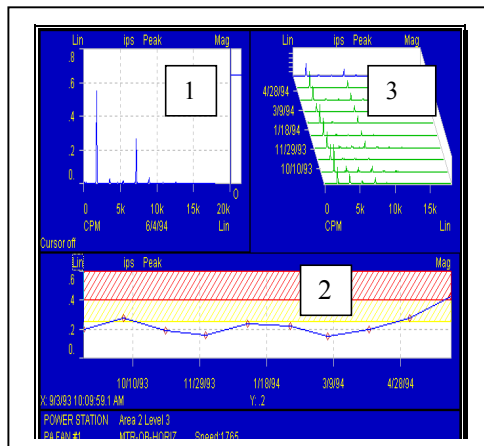 Lin ips Peak Mag
.8
.6
.4
.2
0.
1
0 5k 10k 15k 20k 0
CPM 6/4/94 Lin
Cursor off
Lin ips Peak Mag
3
4/28/94
3/9/94
1/18/94
11/29/93
10/10/93
0 5k 10k 15k
CPM Lin
Lin ips Peak Mag
.6
.4
.2
0.
2
10/10/93 11/29/93 1/18/94 3/9/94 4/28/94
X: 9/3/93 10:09:59.1 AM Y: .2
POWER STATION Area 2 Level 3
PA FAN #1 MTR-OB-HORIZ Speed:1765